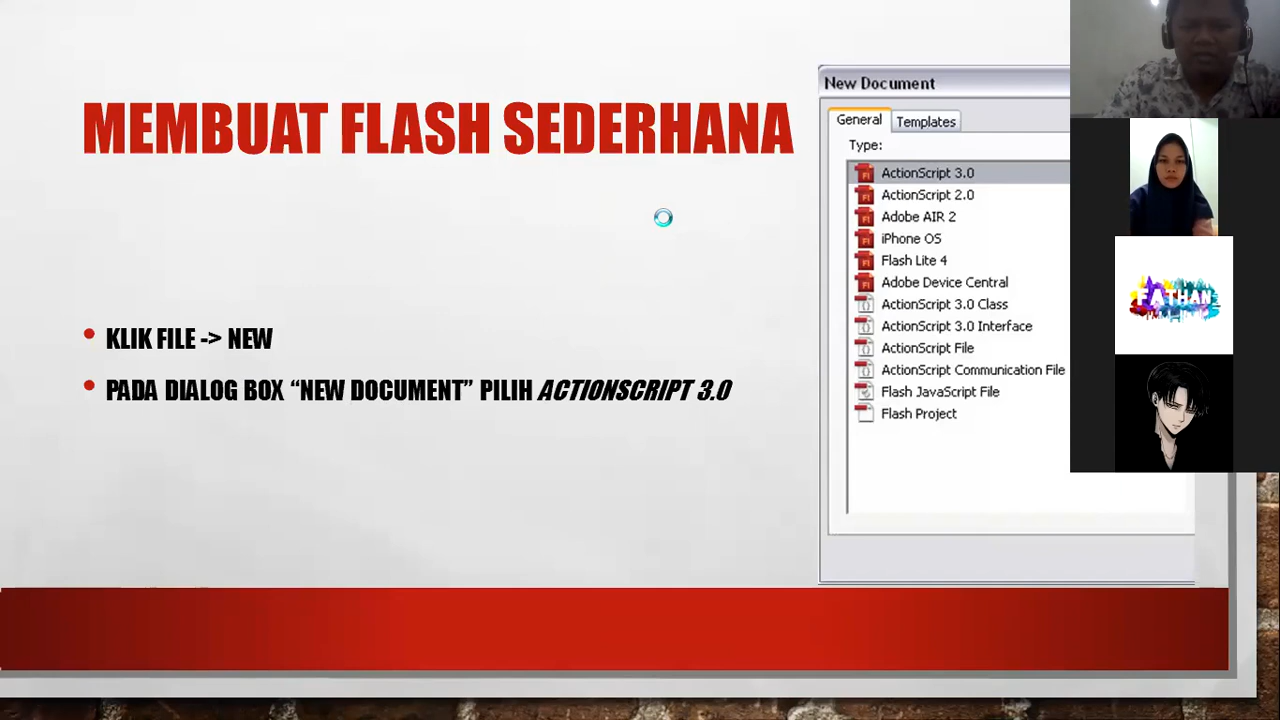 MEMBUAT FLASH SEDERHANA
• KLIK FILE -> NEW
• PADA DIALOG BOX “NEW DOCUMENT” PILIH ACTIONSCRIPT 3.0
New Document
General
Templates
Type:
ActionScript 3.0
ActionScript 2.0
Adobe AIR 2
iPhone OS
Flash Lite 4
Adobe Device Central
ActionScript 3.0 Class
ActionScript 3.0 Interface
ActionScript File
ActionScript Communication File
Flash JavaScript File
Flash Project
FATHAN